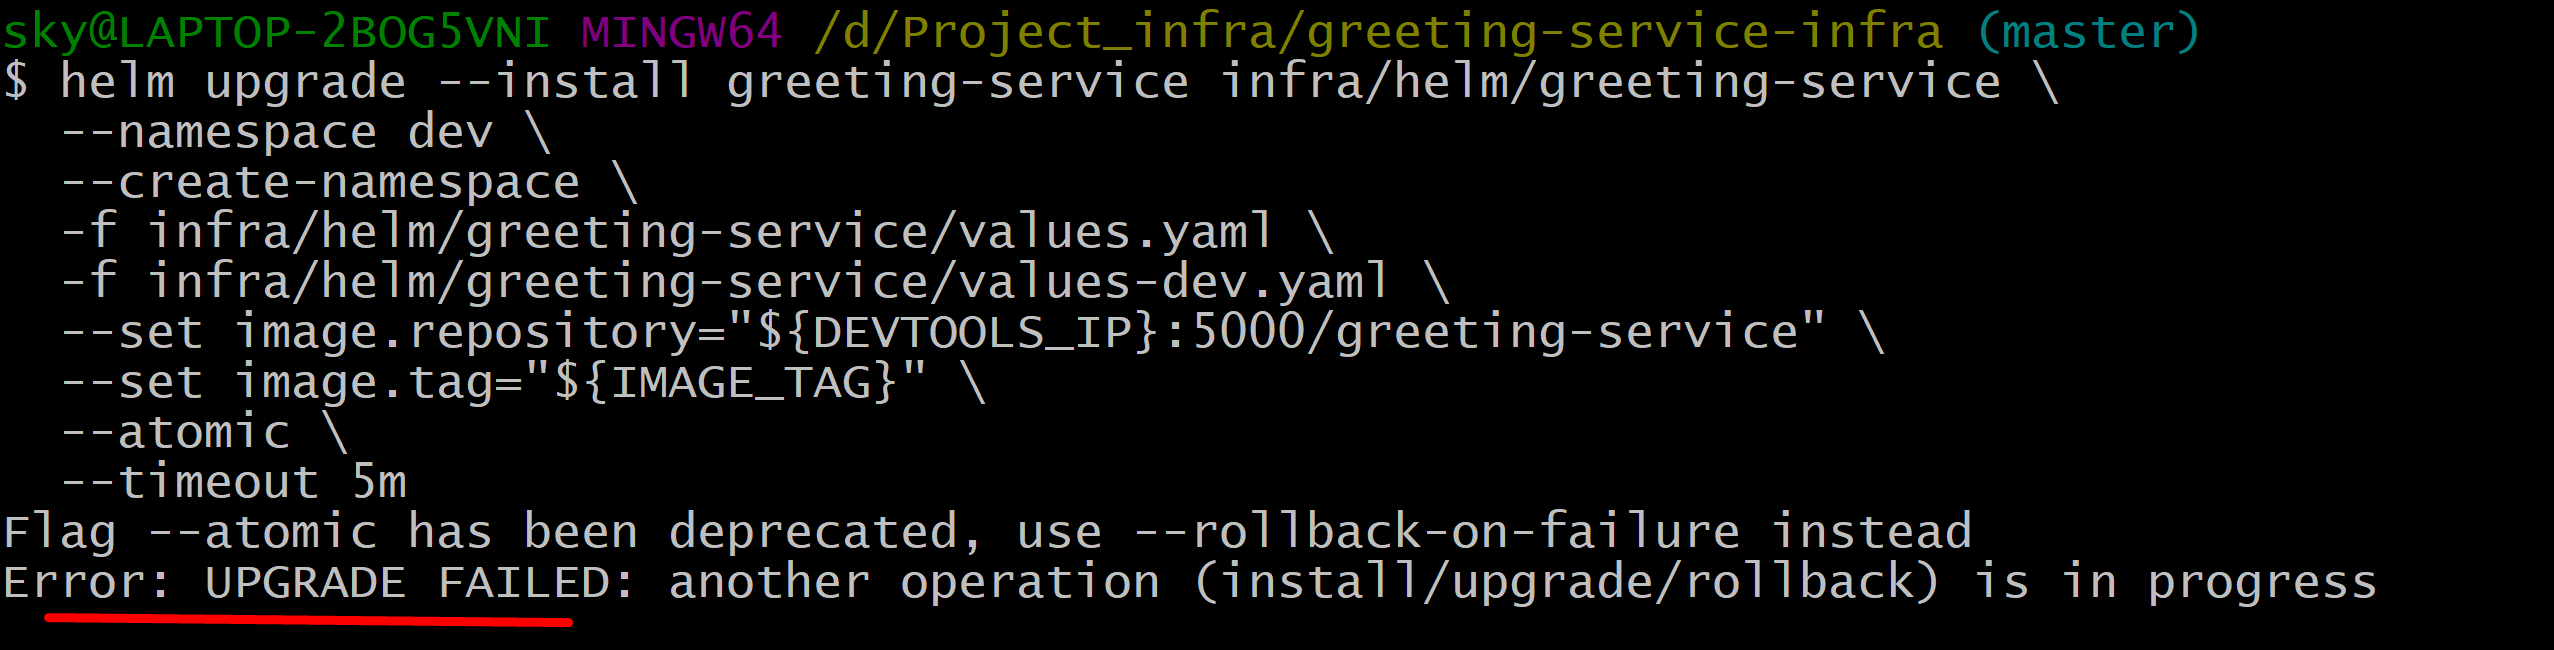 sky@LAPTOP-2BOG5VNI MINGW64 /d/Project_infra/greeting-service-infra (master)
$ helm upgrade --install greeting-service infra/helm/greeting-service \
  --namespace dev \
  --create-namespace \
  -f infra/helm/greeting-service/values.yaml \
  -f infra/helm/greeting-service/values-dev.yaml \
  --set image.repository="${DEVTOOLS_IP}:5000/greeting-service" \
  --set image.tag="${IMAGE_TAG}" \
  --atomic \
  --timeout 5m
Flag --atomic has been deprecated, use --rollback-on-failure instead
Error: UPGRADE FAILED: another operation (install/upgrade/rollback) is in progress